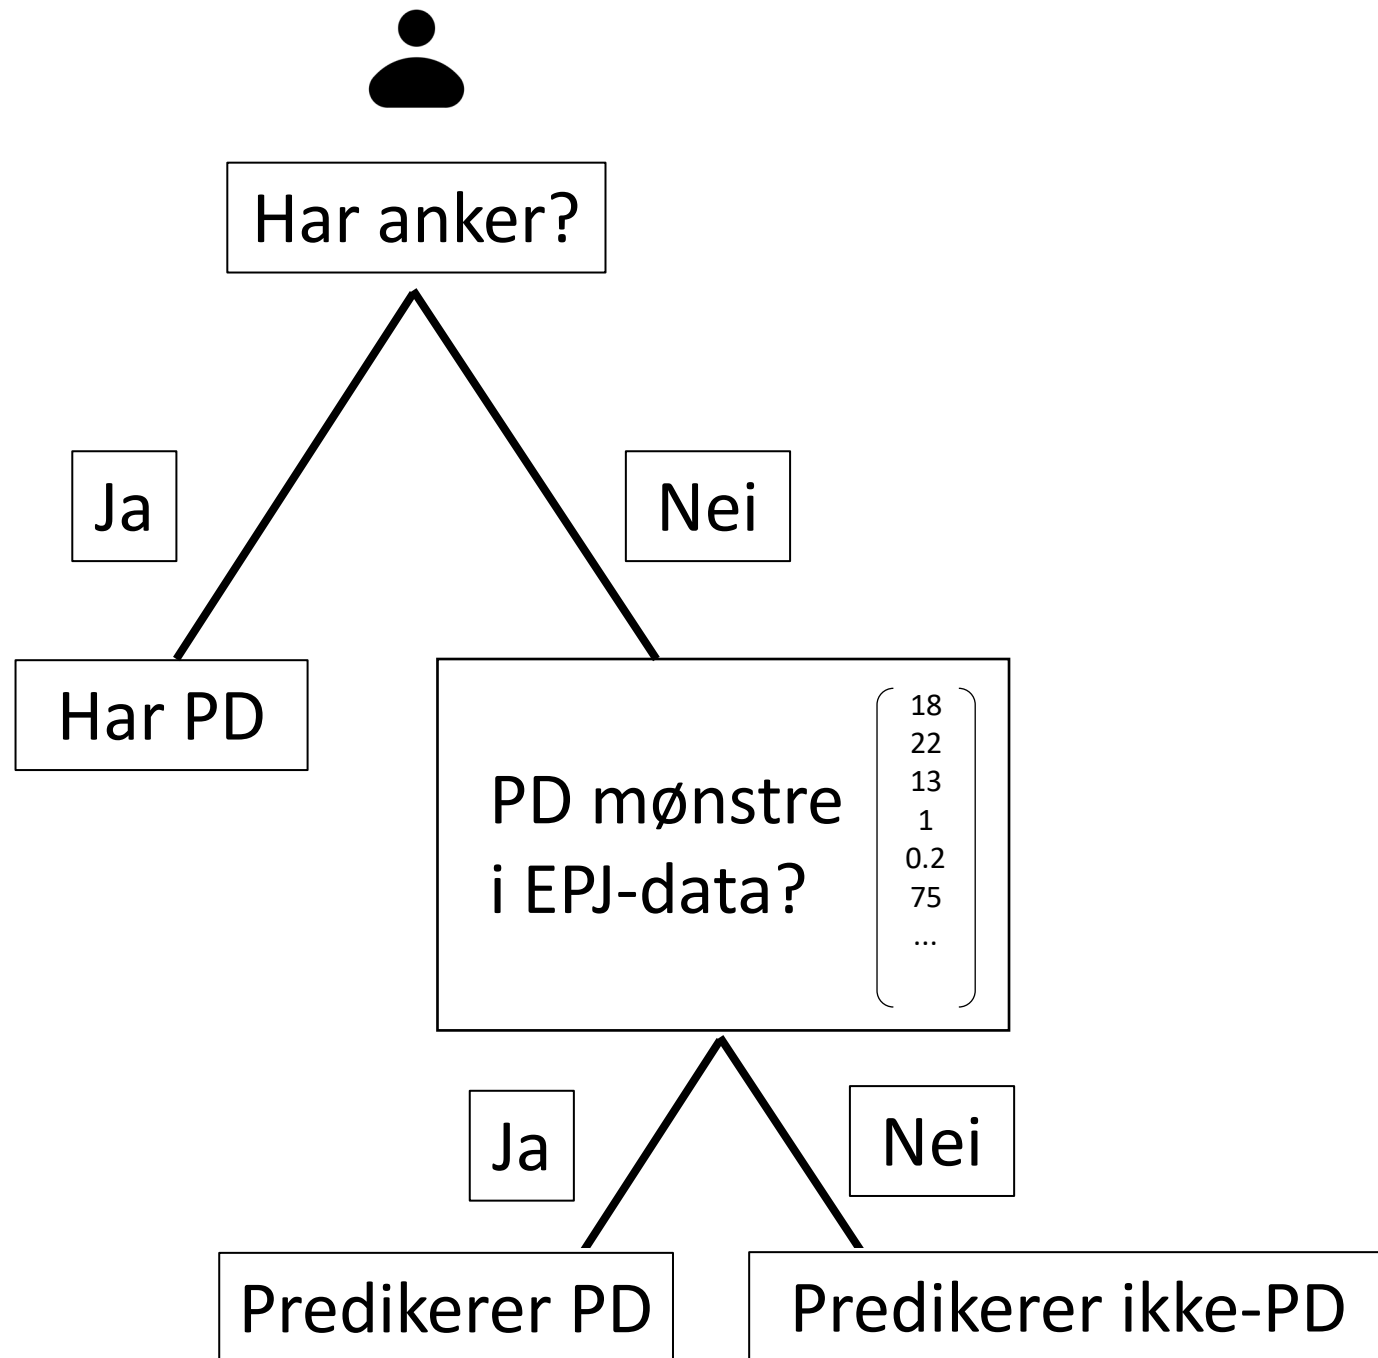 Har anker?
Ja
Nei
Har PD
PD mønstre
i EPJ-data?
18
22
13
1
0.2
75
...
Ja
Nei
Predikerer PD
Predikerer ikke-PD